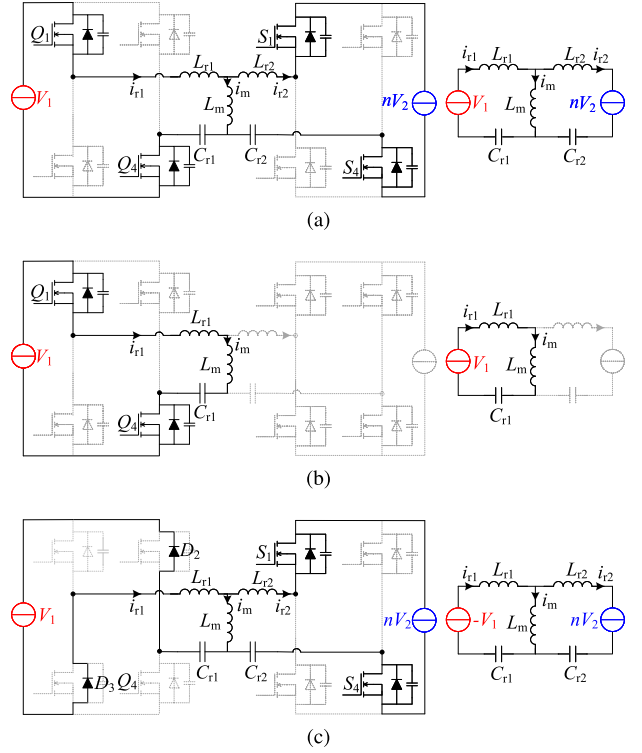 Q1 S1 Lr1 Lr2 ir1 im ir2 Lm V1 nV2 Cr1 Cr2 Q4 S4 ir1 Lr1 Lr2 ir2 im V1 Lm nV2 Cr1 Cr2
(a)
Q1 Lr1 ir1 im Lm V1 Cr1 Q4 ir1 Lr1 im V1 Lm Cr1
(b)
D2 S1 Lr1 Lr2 ir1 im ir2 Lm V1 nV2 Cr1 Cr2 D3 Q4 S4 ir1 Lr1 Lr2 ir2 im -V1 Lm nV2 Cr1 Cr2
(c)